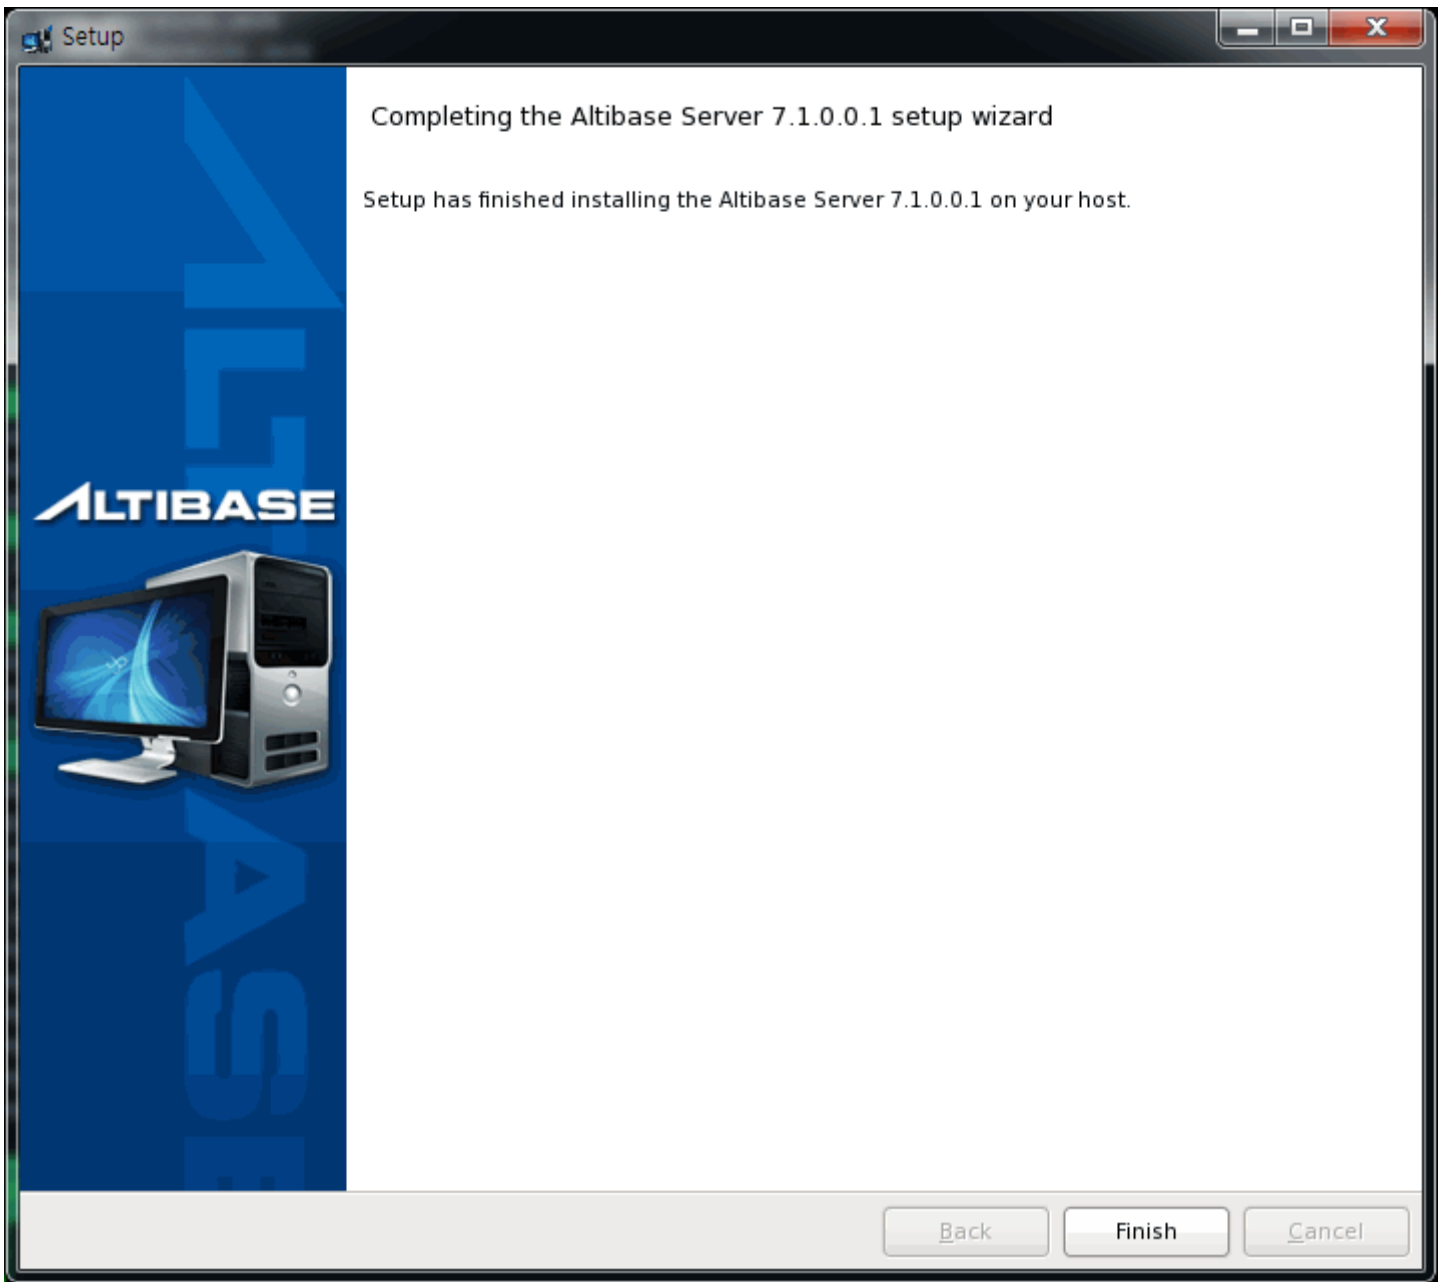 Setup
Completing the Altibase Server 7.1.0.0.1 setup wizard
Setup has finished installing the Altibase Server 7.1.0.0.1 on your host.
ALTIBASE
ALTIBASE
Back
Finish
Cancel